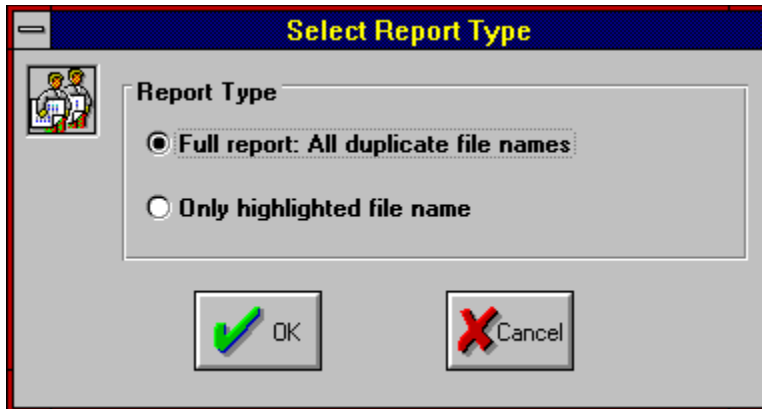 Select Report Type
Report Type
Full report: All duplicate file names
Only highlighted file name
OK
Cancel